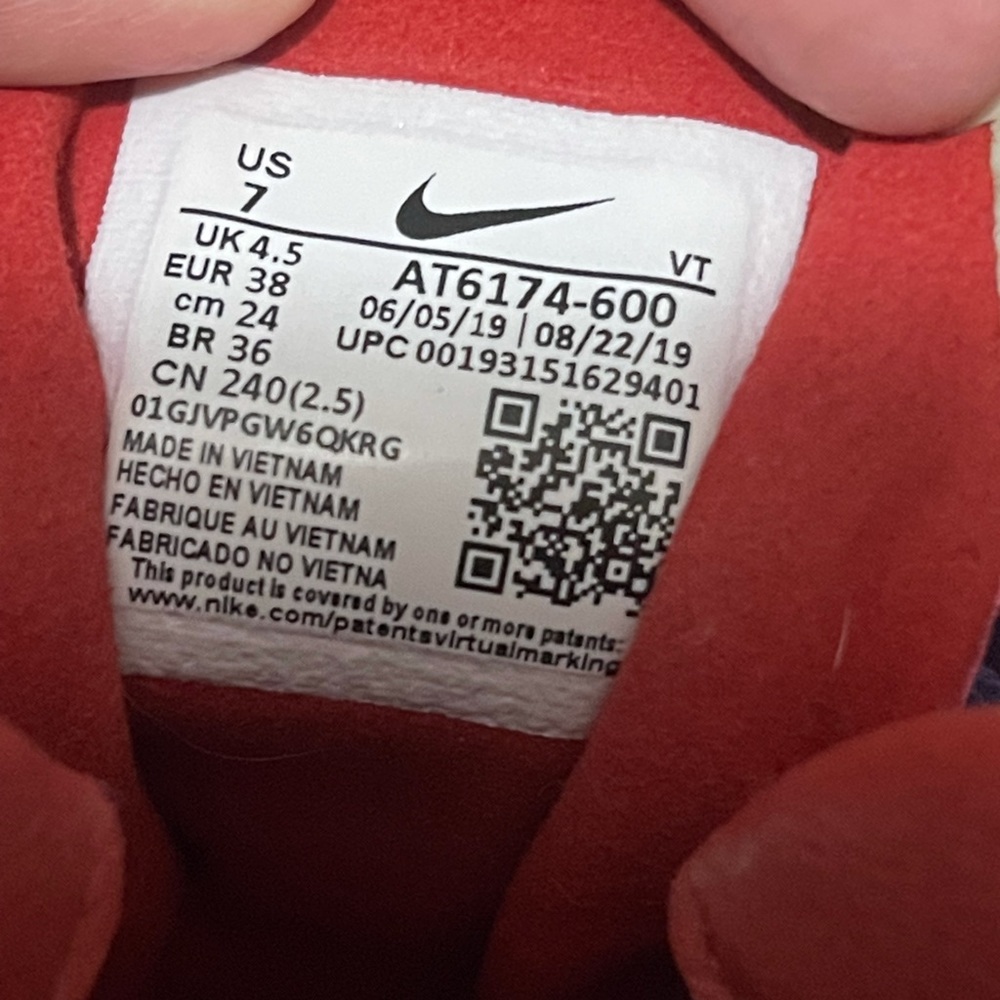 US
7
VT
UK 4.5
EUR 38
cm 24
BR 36
CN 240(2.5)
AT6174-600
06/05/19 | 08/22/19
UPC 00193151629401
01GJVPGW6QKRG
MADE IN VIETNAM
HECHO EN VIETNAM
FABRIQUE AU VIETNAM
FABRICADO NO VIETNA
This product is covered by one or more patents:
www.nike.com/patentsvirtualmarking